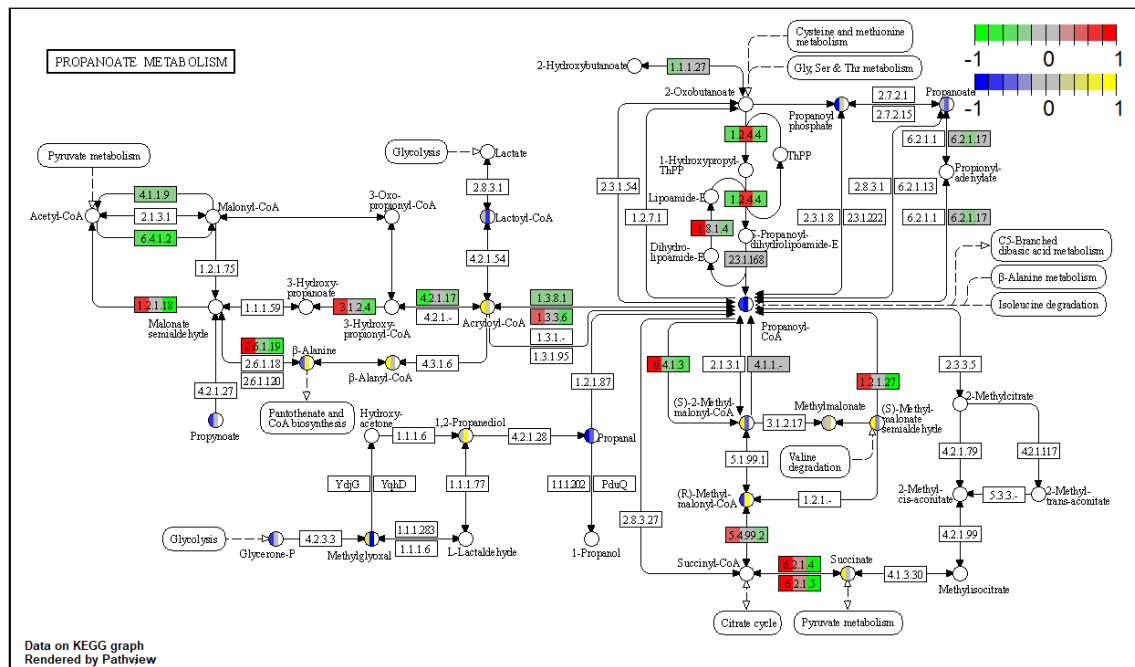 PROPANOATE METABOLISM
Cysteine and methionine
metabolism
Gly, Ser & Thr metabolism
-1 0 1
-1 0 1
2-Hydroxybutanoate
1.1.1.27
2-Oxobutanoate
Propanoyl
phosphate
2.7.2.1
2.7.2.15
Propanoate
6.2.1.1
6.2.1.17
1.2.4.4
ThPP
1-Hydroxypropyl-
ThPP
Propionyl-
adenylate
Lipoamide-E
1.2.4.4
2.3.1.54
2.8.3.1
6.2.1.13
1.2.7.1
2.3.1.8
2.3.1.222
6.2.1.1
6.2.1.17
1.8.1.4
Dihydro-
lipoamide-E
S-Propanoyl-
dihydrolipoamide-E
2.3.1.168
C5-Branched
dibasic acid metabolism
β-Alanine metabolism
Isoleucine degradation
Propanoyl-
CoA
Pyruvate metabolism
Glycolysis
Lactate
2.8.3.1
Lactoyl-CoA
4.2.1.54
4.1.1.9
Acetyl-CoA
2.1.3.1
Malonyl-CoA
6.4.1.2
3-Oxo-
propionyl-CoA
1.2.1.75
1.2.1.18
Malonate
semialdehyde
1.1.1.59
3-Hydroxy-
propanoate
3.1.2.4
3-Hydroxy-
propionyl-CoA
4.2.1.17
4.2.1.-
Acryloyl-CoA
1.3.8.1
1.3.3.6
1.3.1.-
1.3.1.95
2.6.1.19
2.6.1.18
2.6.1.120
β-Alanine
β-Alanyl-CoA
4.3.1.6
1.2.1.87
4.2.1.27
Propynoate
Pantothenate and
CoA biosynthesis
Hydroxy-
acetone
1.1.1.6
1,2-Propanediol
4.2.1.28
Propanal
YdjG
YqhD
1.1.1.77
1.1.1.202
PduQ
Glycolysis
Glycerone-P
4.2.3.3
Methylglyoxal
1.1.1.283
1.1.1.6
L-Lactaldehyde
1-Propanol
6.4.1.3
2.1.3.1
4.1.1.-
1.2.1.27
2.3.3.5
(S)-2-Methyl-
malonyl-CoA
3.1.2.17
Methylmalonate
(S)-Methyl-
malonate
semialdehyde
Valine
degradation
2-Methylcitrate
5.1.99.1
4.2.1.79
4.2.1.117
(R)-Methyl-
malonyl-CoA
1.2.1.-
2-Methyl-
cis-aconitate
5.3.3.-
2-Methyl-
trans-aconitate
2.8.3.27
5.4.99.2
4.2.1.99
Succinyl-CoA
6.2.1.4
6.2.1.5
Succinate
4.1.3.30
Methylisocitrate
Citrate cycle
Pyruvate metabolism
Data on KEGG graph
Rendered by Pathview